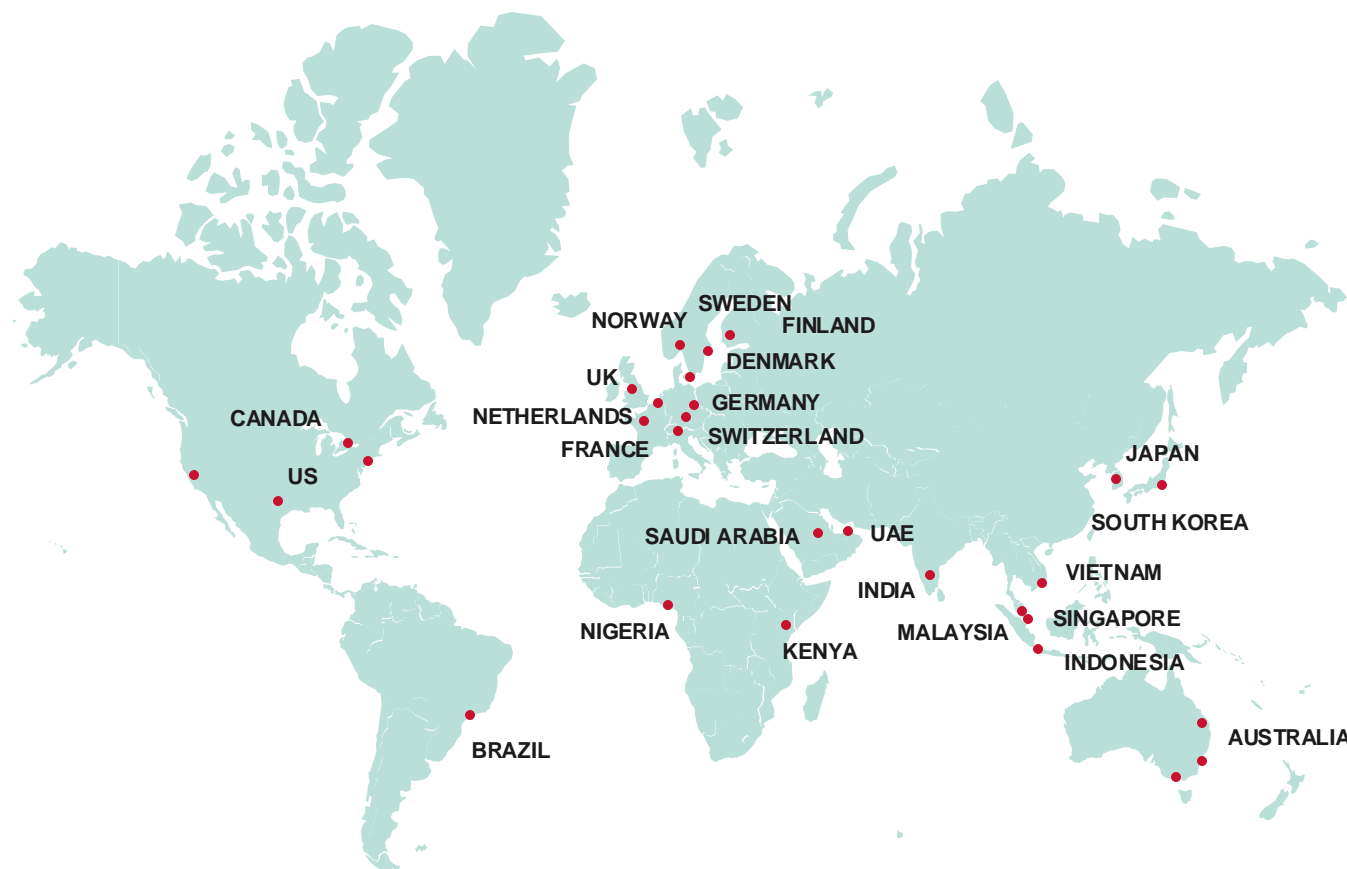 SWEDEN
NORWAY
FINLAND
DENMARK
UK
GERMANY
NETHERLANDS
CANADA
SWITZERLAND
FRANCE
JAPAN
US
SOUTH KOREA
SAUDI ARABIA
UAE
VIETNAM
INDIA
SINGAPORE
NIGERIA
MALAYSIA
KENYA
INDONESIA
AUSTRALIA
BRAZIL